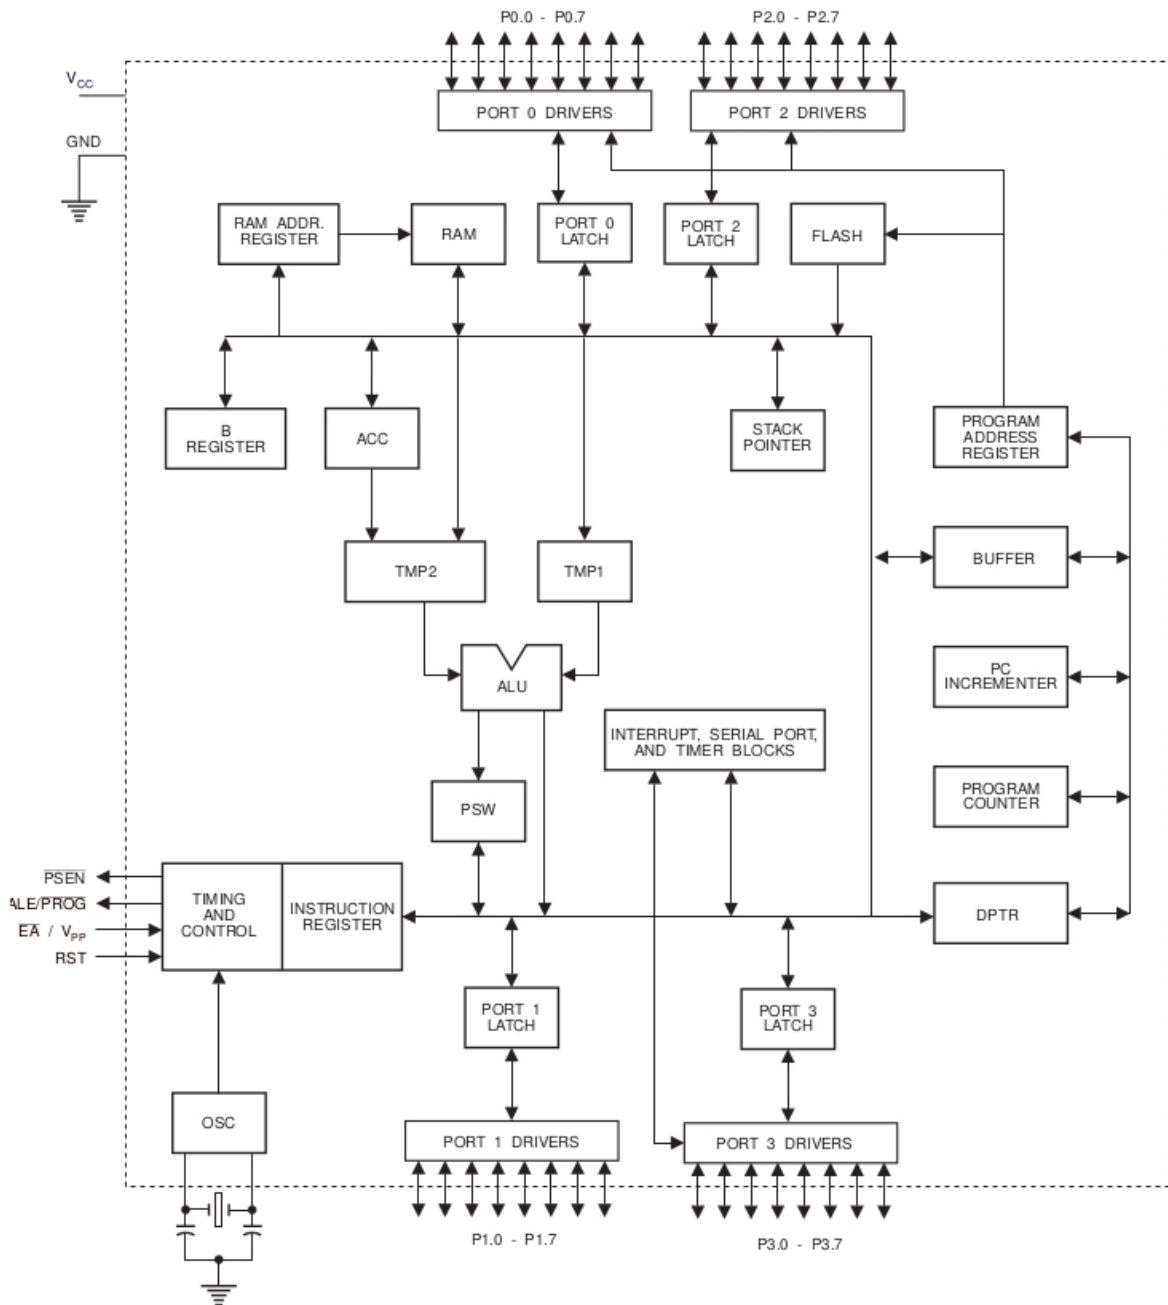 P0.0 - P0.7
P2.0 - P2.7
VCC
PORT 0 DRIVERS
PORT 2 DRIVERS
GND
RAM ADDR.
REGISTER
RAM
PORT 0
LATCH
PORT 2
LATCH
FLASH
B
REGISTER
ACC
STACK
POINTER
PROGRAM
ADDRESS
REGISTER
BUFFER
TMP2
TMP1
PC
INCREMENTER
ALU
INTERRUPT, SERIAL PORT,
AND TIMER BLOCKS
PROGRAM
COUNTER
PSW
PSEN
ALE/PROG
EA / VPP
RST
TIMING
AND
CONTROL
INSTRUCTION
REGISTER
DPTR
PORT 1
LATCH
PORT 3
LATCH
OSC
PORT 1 DRIVERS
PORT 3 DRIVERS
P1.0 - P1.7
P3.0 - P3.7